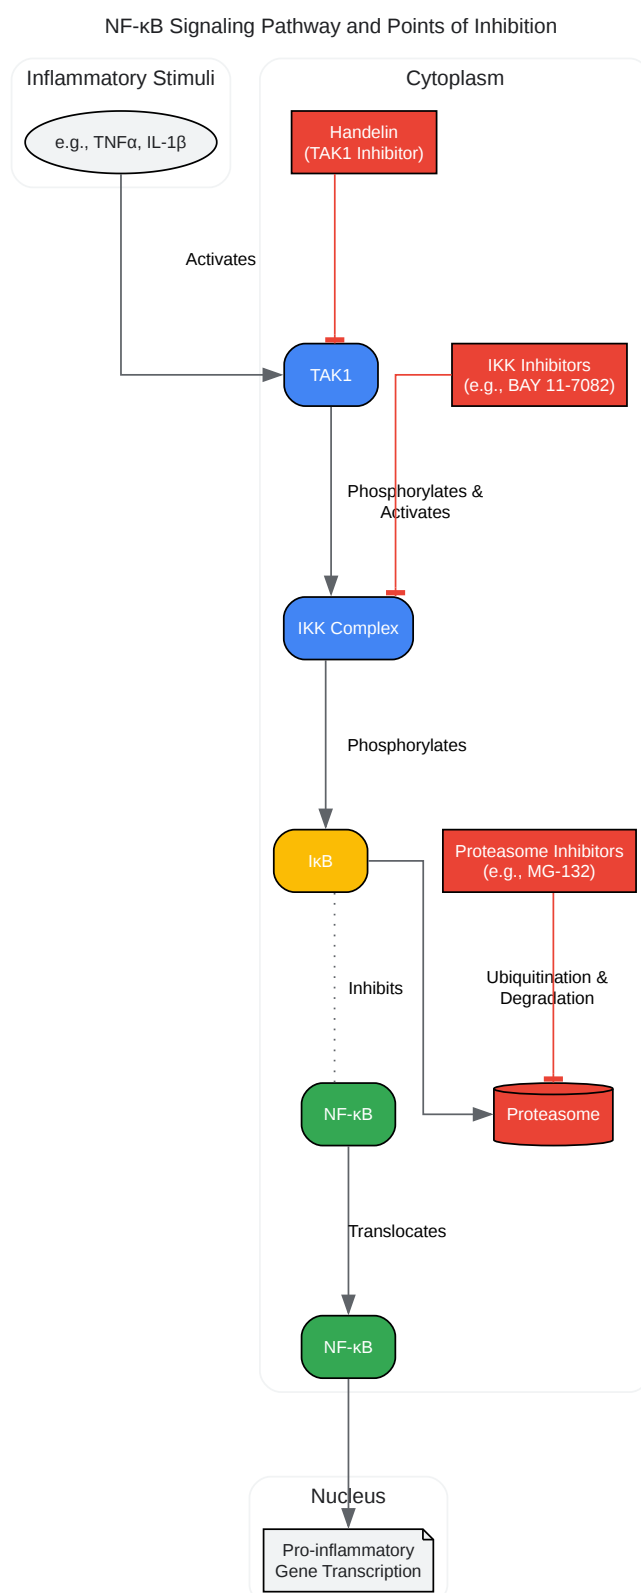 NF-κB Signaling Pathway and Points of Inhibition
Inflammatory Stimuli
Cytoplasm
e.g., TNFα, IL-1β
Handelin
(TAK1 Inhibitor)
Activates
TAK1
IKK Inhibitors
(e.g., BAY 11-7082)
Phosphorylates &
Activates
IKK Complex
Phosphorylates
IκB
Proteasome Inhibitors
(e.g., MG-132)
Inhibits
Ubiquitination &
Degradation
NF-κB
Proteasome
Translocates
NF-κB
Nucleus
Pro-inflammatory
Gene Transcription